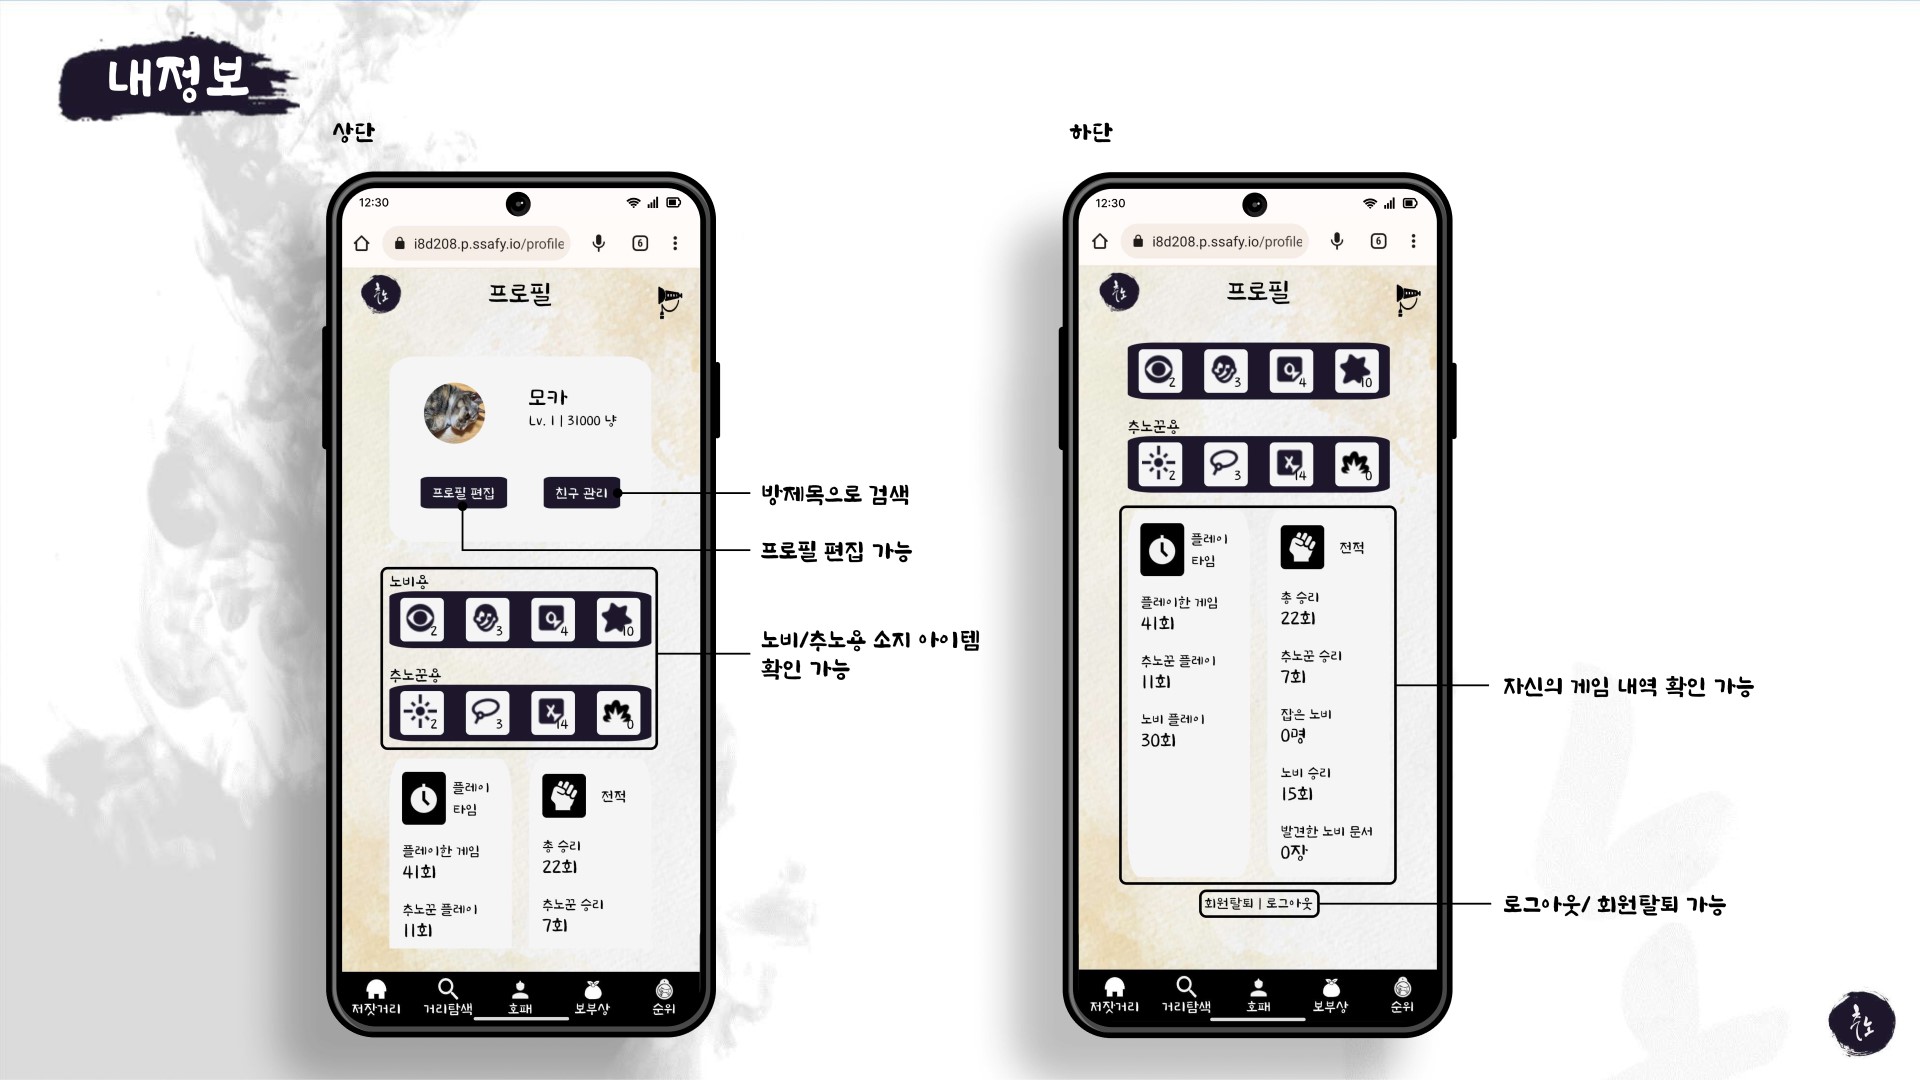 내정보
상단
12:30
i8d208.p.ssafy.io/profile
6
추노
프로필
모카
Lv. 1 | 31000 냥
프로필 편집
친구 관리
방제목으로 검색
프로필 편집 가능
노비용
2
3
4
10
노비/추노용 소지 아이템
확인 가능
추노꾼용
2
3
14
0
플레이
타임
전적
플레이한 게임
41회
총 승리
22회
추노꾼 플레이
11회
추노꾼 승리
7회
저잣거리
거리탐색
호패
보부상
순위
하단
12:30
i8d208.p.ssafy.io/profile
6
추노
프로필
2
3
4
10
추노꾼용
2
3
14
0
플레이
타임
전적
플레이한 게임
41회
총 승리
22회
추노꾼 플레이
11회
추노꾼 승리
7회
자신의 게임 내역 확인 가능
노비 플레이
30회
잡은 노비
0명
노비 승리
15회
발견한 노비 문서
0장
회원탈퇴 | 로그아웃
로그아웃/ 회원탈퇴 가능
저잣거리
거리탐색
호패
보부상
순위
추노